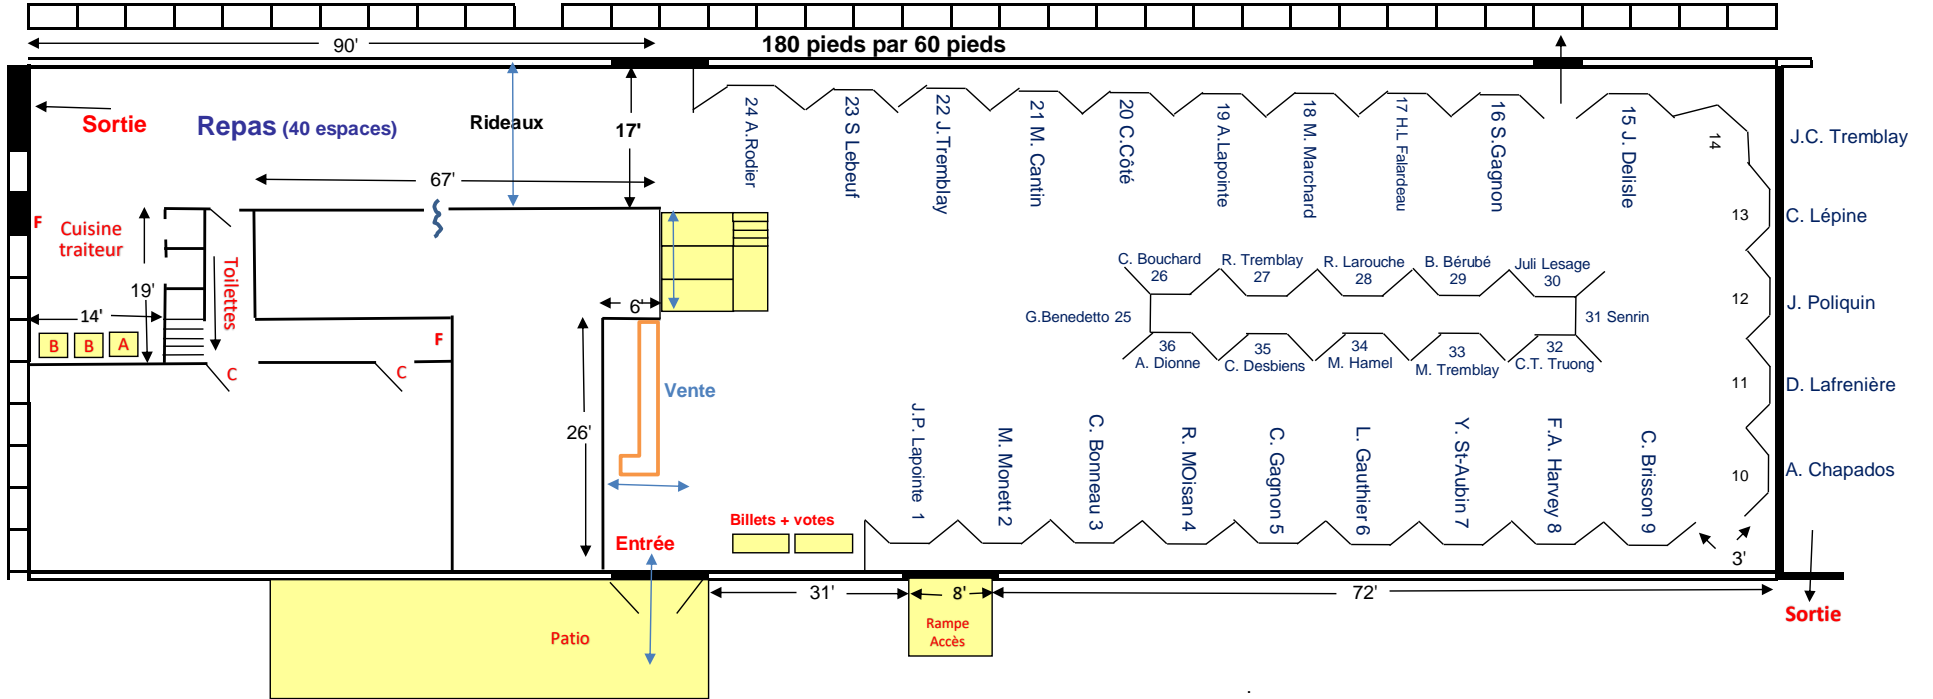 90'
180 pieds par 60 pieds
Sortie
Repas (40 espaces)
Rideaux
17'
67'
24 A.Rodier
23 S Lebeuf
22 J.Tremblay
21 M. Cantin
20 C.Côté
19 A.Lapointe
18 M. Marchard
17 H.L Falardeau
16 S.Gagnon
15 J. Delisle
14
J.C. Tremblay
13
C. Lépine
12
J. Poliquin
11
D. Lafrenière
10
A. Chapados
F
Cuisine
traiteur
Toilettes
19'
14'
B
B
A
C
C
F
6'
26'
Vente
C. Bouchard
26
R. Tremblay
27
R. Larouche
28
B. Bérubé
29
Juli Lesage
30
G.Benedetto 25
31 Senrin
36
A. Dionne
35
C. Desbiens
34
M. Hamel
33
M. Tremblay
32
C.T. Truong
J.P. Lapointe 1
M. Monett 2
C. Bonneau 3
R. MOisan 4
C. Gagnon 5
L. Gauthier 6
Y. St-Aubin 7
F.A. Harvey 8
C. Brisson 9
Billets + votes
Entrée
3'
31'
8'
72'
Patio
Rampe
Accès
Sortie
.